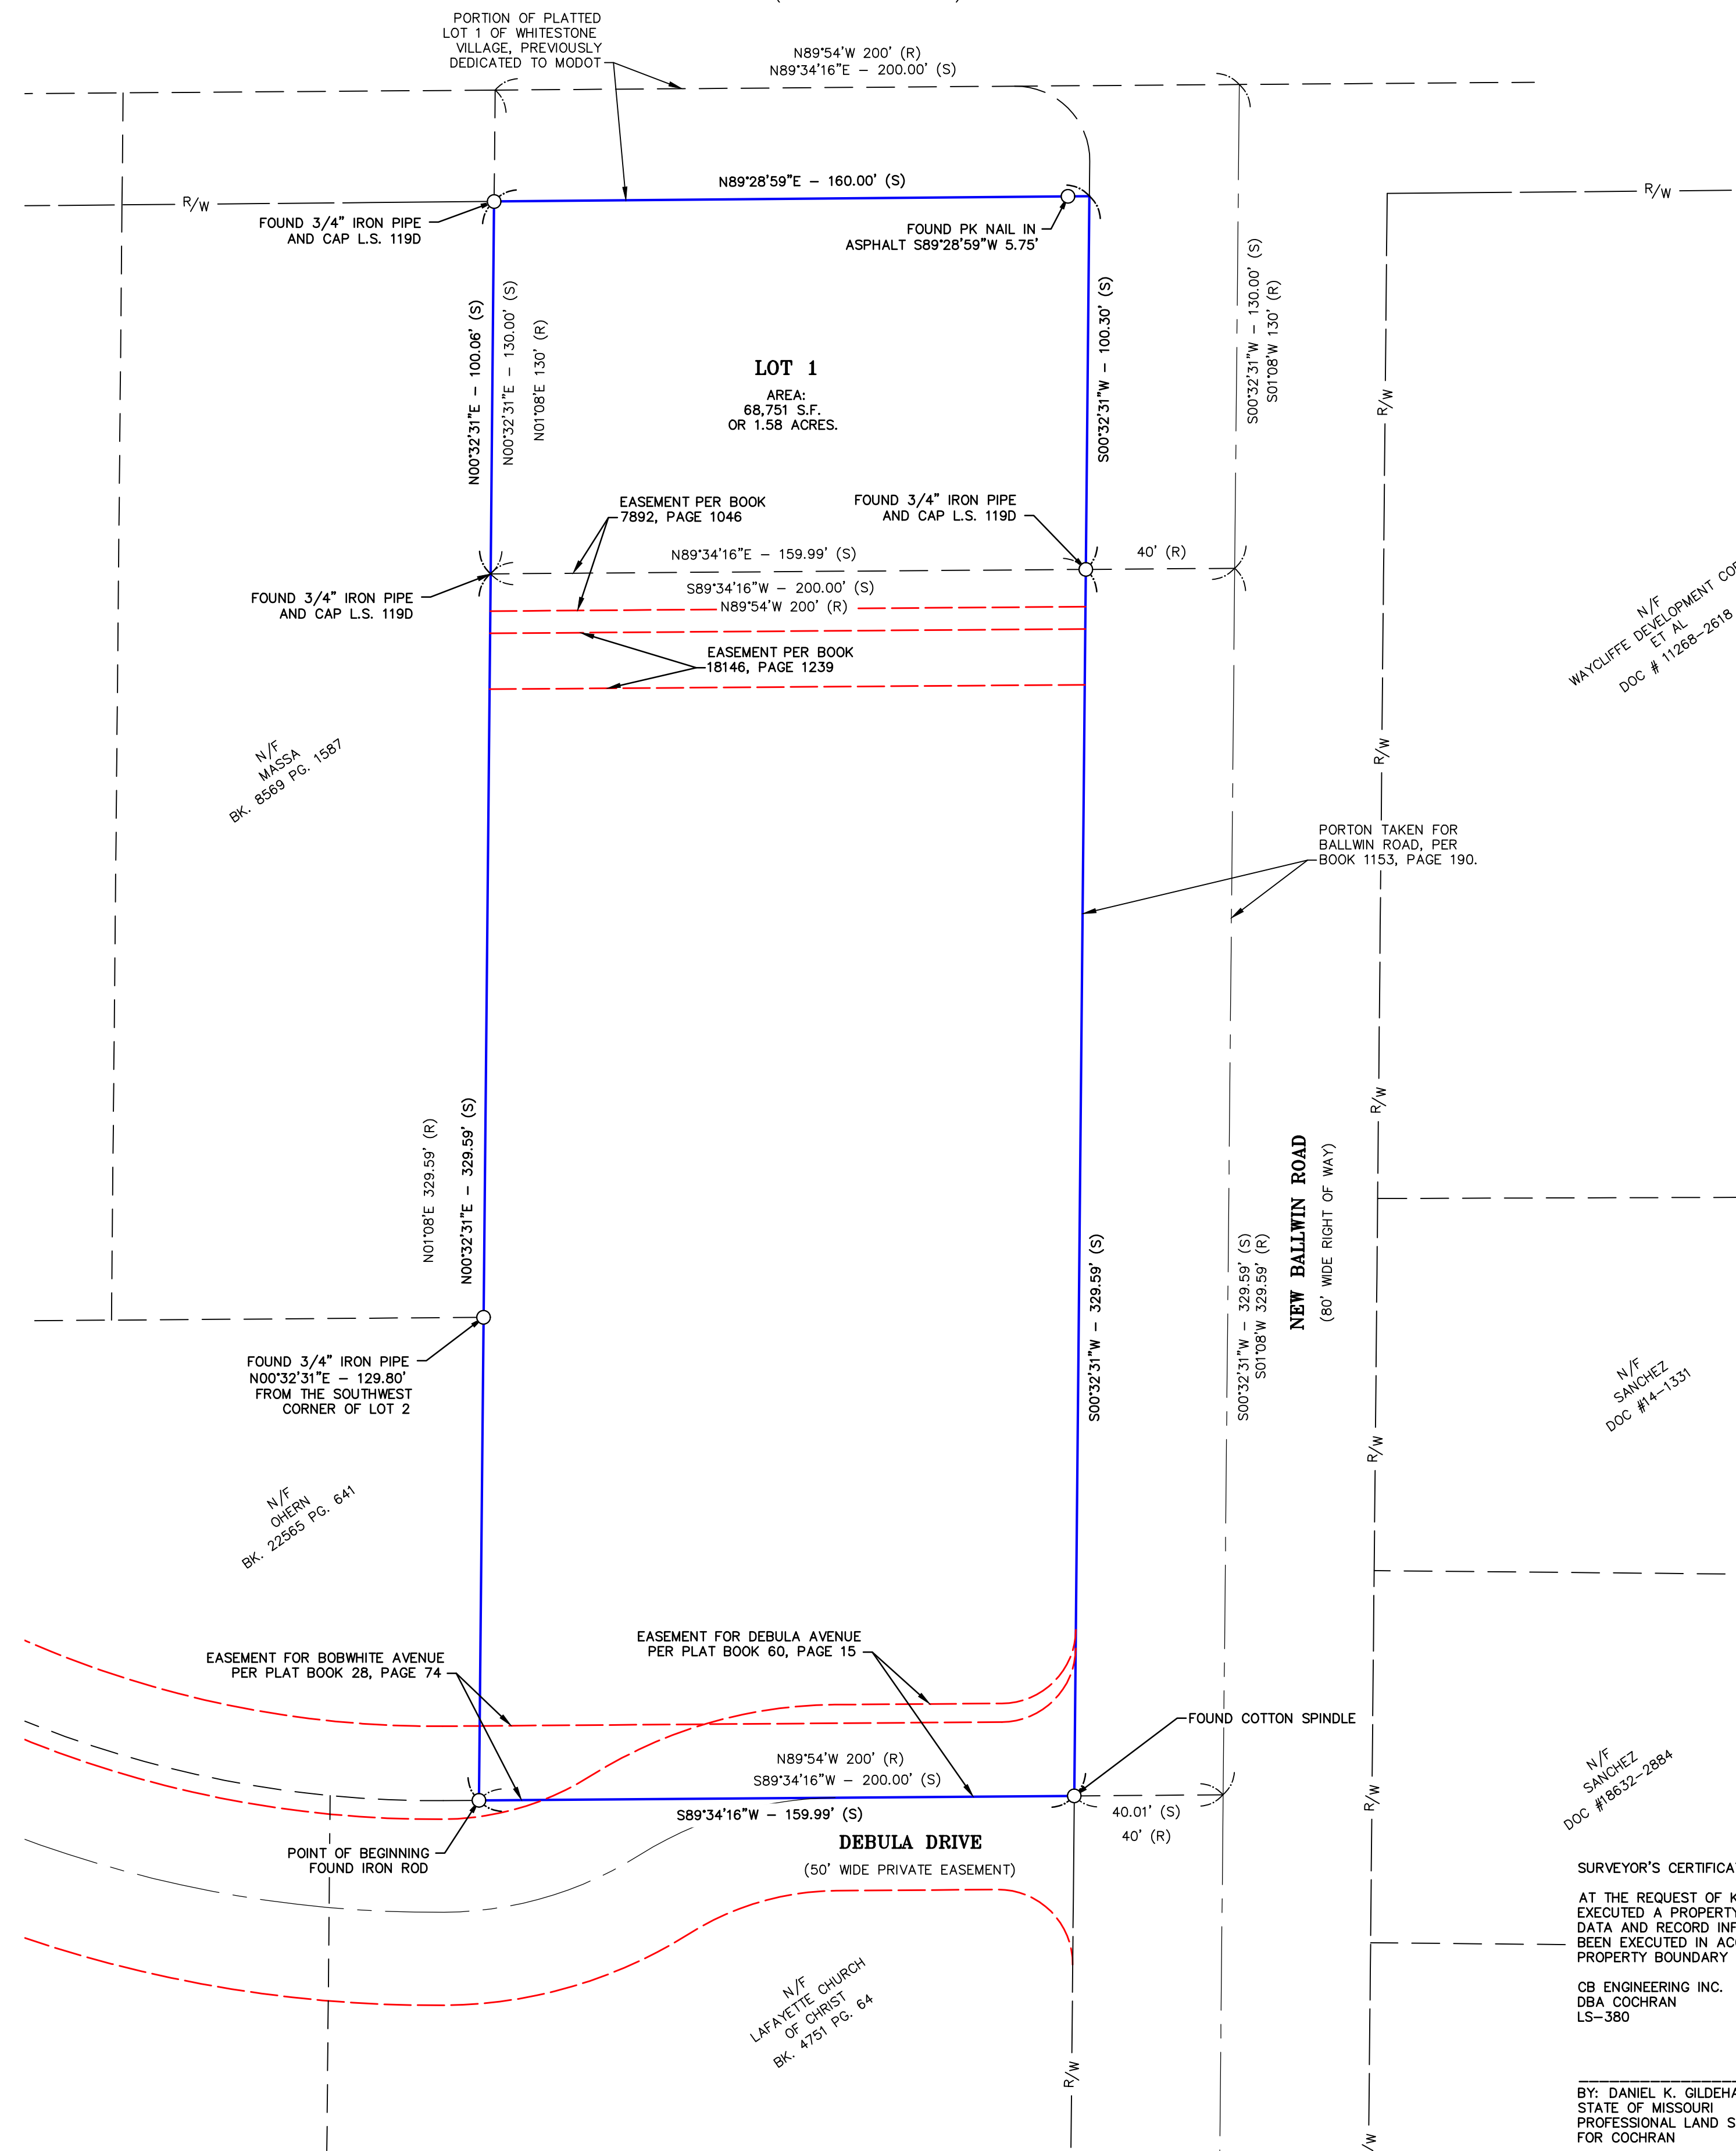 PORTION OF PLATTED
LOT 1 OF WHITESTONE
VILLAGE, PREVIOUSLY
DEDICATED TO MODOT
N89°54'W 200' (R)
N89°34'16"E – 200.00' (S)
R/W
N89°28'59"E – 160.00' (S)
R/W
FOUND 3/4" IRON PIPE
AND CAP L.S. 119D
FOUND PK NAIL IN
ASPHALT S89°28'59"W 5.75'
N00°32'31"E – 100.06' (S)
N00°32'31"E – 130.00' (S)
N01°08'E 130' (R)
LOT 1
AREA:
68,751 S.F.
OR 1.58 ACRES.
S00°32'31"W – 100.30' (S)
S00°32'31"W – 130.00' (S)
S01°08'W 130' (R)
R/W
EASEMENT PER BOOK
7892, PAGE 1046
FOUND 3/4" IRON PIPE
AND CAP L.S. 119D
N89°34'16"E – 159.99' (S)
40' (R)
FOUND 3/4" IRON PIPE
AND CAP L.S. 119D
S89°34'16"W – 200.00' (S)
N89°54'W 200' (R)
EASEMENT PER BOOK
18146, PAGE 1239
N/F
WAYCLIFFE DEVELOPMENT
ET AL
DOC # 11268–2618
N/F
MASSA
BK. 8569 PG. 1587
R/W
PORTON TAKEN FOR
BALLWIN ROAD, PER
BOOK 1153, PAGE 190.
N01°08'E 329.59' (R)
N00°32'31"E – 329.59' (S)
R/W
NEW BALLWIN ROAD
(80' WIDE RIGHT OF WAY)
S00°32'31"W – 329.59' (S)
S00°32'31"W – 329.59' (S)
S01°08'W 329.59' (R)
FOUND 3/4" IRON PIPE
N00°32'31"E – 129.80'
FROM THE SOUTHWEST
CORNER OF LOT 2
N/F
SANCHEZ
DOC #14–1331
R/W
N/F
OHERN
BK. 22565 PG. 641
EASEMENT FOR BOBWHITE AVENUE
PER PLAT BOOK 28, PAGE 74
EASEMENT FOR DEBULA AVENUE
PER PLAT BOOK 60, PAGE 15
FOUND COTTON SPINDLE
N89°54'W 200' (R)
S89°34'16"W – 200.00' (S)
S89°34'16"W – 159.99' (S)
40.01' (S)
40' (R)
R/W
N/F
SANCHEZ
DOC #18632–2884
POINT OF BEGINNING
FOUND IRON ROD
DEBULA DRIVE
(50' WIDE PRIVATE EASEMENT)
N/F
LAFAYETTE CHURCH
OF CHRIST
BK. 4751 PG. 64
R/W
SURVEYOR'S
AT THE REQUEST OF
EXECUTED A PROPERTY
DATA AND RECORD
BEEN EXECUTED IN
PROPERTY BOUNDARY
CB ENGINEERING INC.
DBA COCHRAN
LS–380
BY: DANIEL K.
STATE OF MISSOURI
PROFESSIONAL LAND
FOR COCHRAN